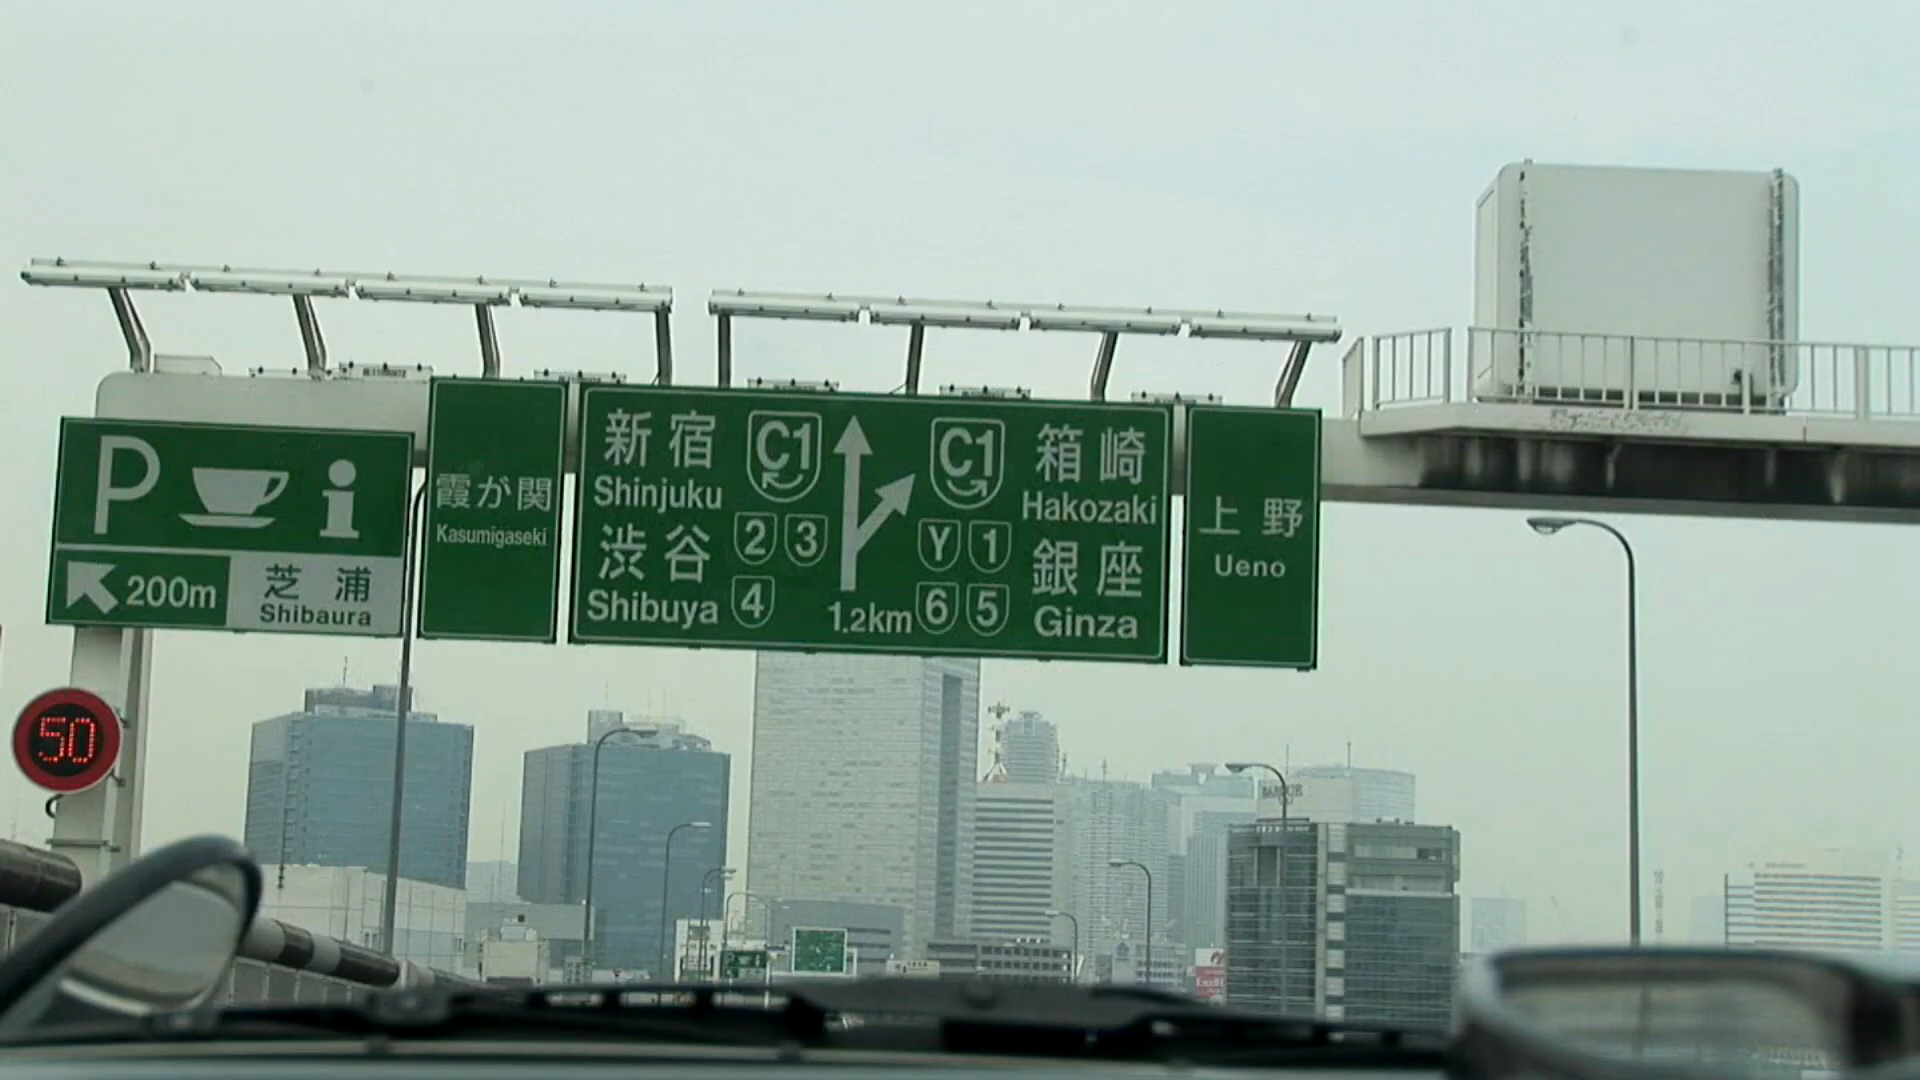 P i
200m
芝浦
Shibaura
霞が関
Kasumigaseki
新宿
Shinjuku
渋谷
Shibuya
C1
2 3
4
1.2km
C1
Y 1
6 5
箱崎
Hakozaki
銀座
Ginza
上野
Ueno
50